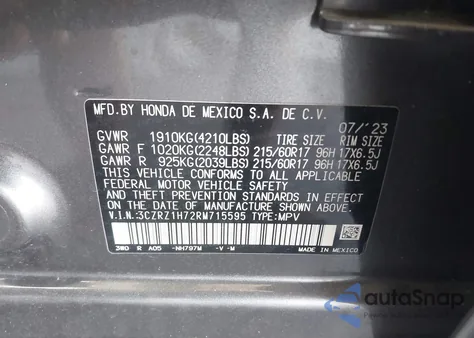 MFD.BY HONDA DE MEXICO S.A. DE C.V.
07/'23
GVWR 1910KG(4210LBS) TIRE SIZE RIM SIZE
GAWR F 1020KG(2248LBS) 215/60R17 96H 17X6.5J
GAWR R 925KG(2039LBS) 215/60R17 96H 17X6.5J
THIS VEHICLE CONFORMS TO ALL APPLICABLE
FEDERAL MOTOR VEHICLE SAFETY, BUMPER,
AND THEFT PREVENTION STANDARDS IN EFFECT
ON THE DATE OF MANUFACTURE SHOWN ABOVE.
V.I.N.:3CZRZ1H72RM715595 TYPE:MPV
3WO R A05 -NH797M -V -M MADE IN MEXICO
autoSnap